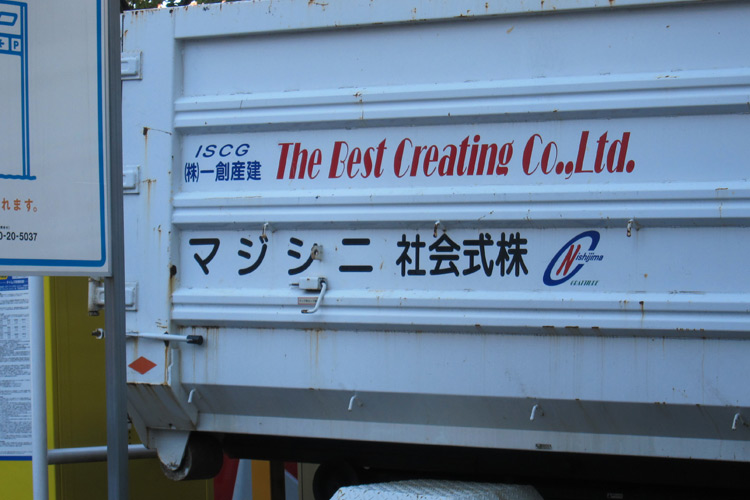 P
れます。
0-20-5037
ISCG
(株)一創産建
The Best Creating Co.,Ltd.
マジシニ 社会式株
Nishijima